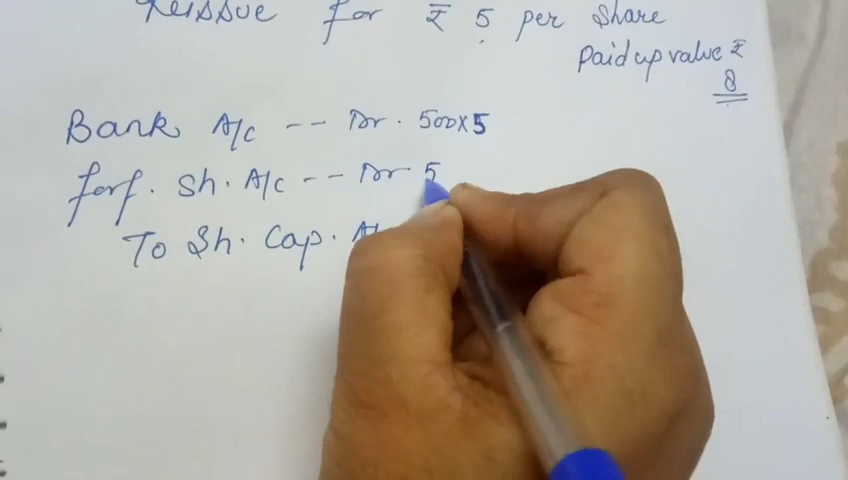 Reissue for ₹ 5 per share
Paid up value ₹
8
Bank A/c -- Dr. 500x5
forf. Sh. A/c -- Dr 5
To Sh. Cap.